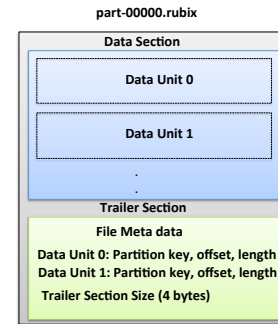 part-00000.rubix
Data Section
Data Unit 0
Data Unit 1
.
.
Trailer Section
File Meta data
Data Unit 0: Partition key, offset, length
Data Unit 1: Partition key, offset, length
Trailer Section Size (4 bytes)